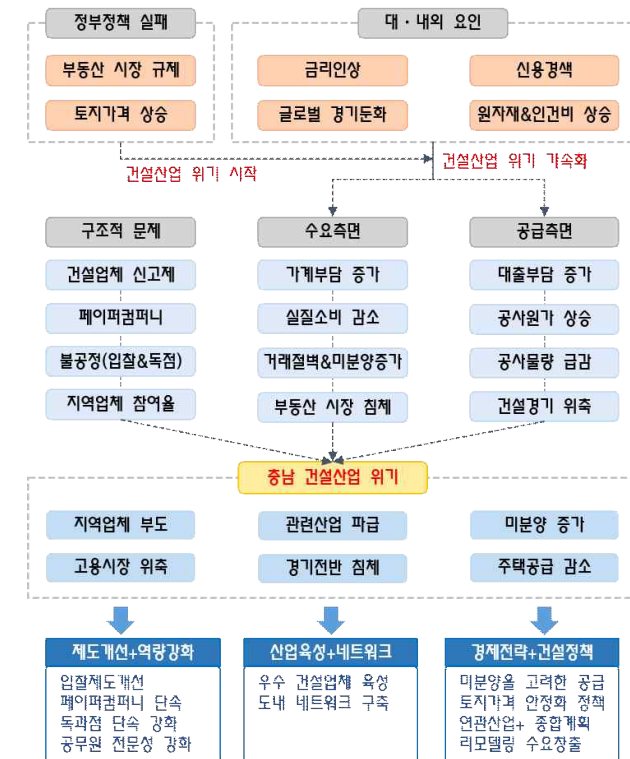 정부정책 실패
대·내외 요인
부동산 시장 규제
금리인상
신용경색
토지가격 상승
글로벌 경기둔화
원자재&인건비 상승
건설산업 위기 시작
건설산업 위기 가속화
구조적 문제
수요측면
공급측면
건설업체 신고제
가계부담 증가
대출부담 증가
페이퍼컴퍼니
실질소비 감소
공사원가 상승
불공정(입찰&독점)
거래절벽&미분양증가
공사물량 급감
지역업체 참여율
부동산 시장 침체
건설경기 위축
충남 건설산업 위기
지역업체 부도
관련산업 파급
미분양 증가
고용시장 위축
경기전반 침체
주택공급 감소
제도개선+역량강화
산업육성+네트워크
경제전략+건설정책
입찰제도개선
페이퍼컴퍼니 단속
독과점 단속 강화
공무원 전문성 강화
우수 건설업체 육성
도내 네트워크 구축
미분양을 고려한 공급
토지가격 안정화 정책
연관산업+ 종합계획
리모델링 수요창출